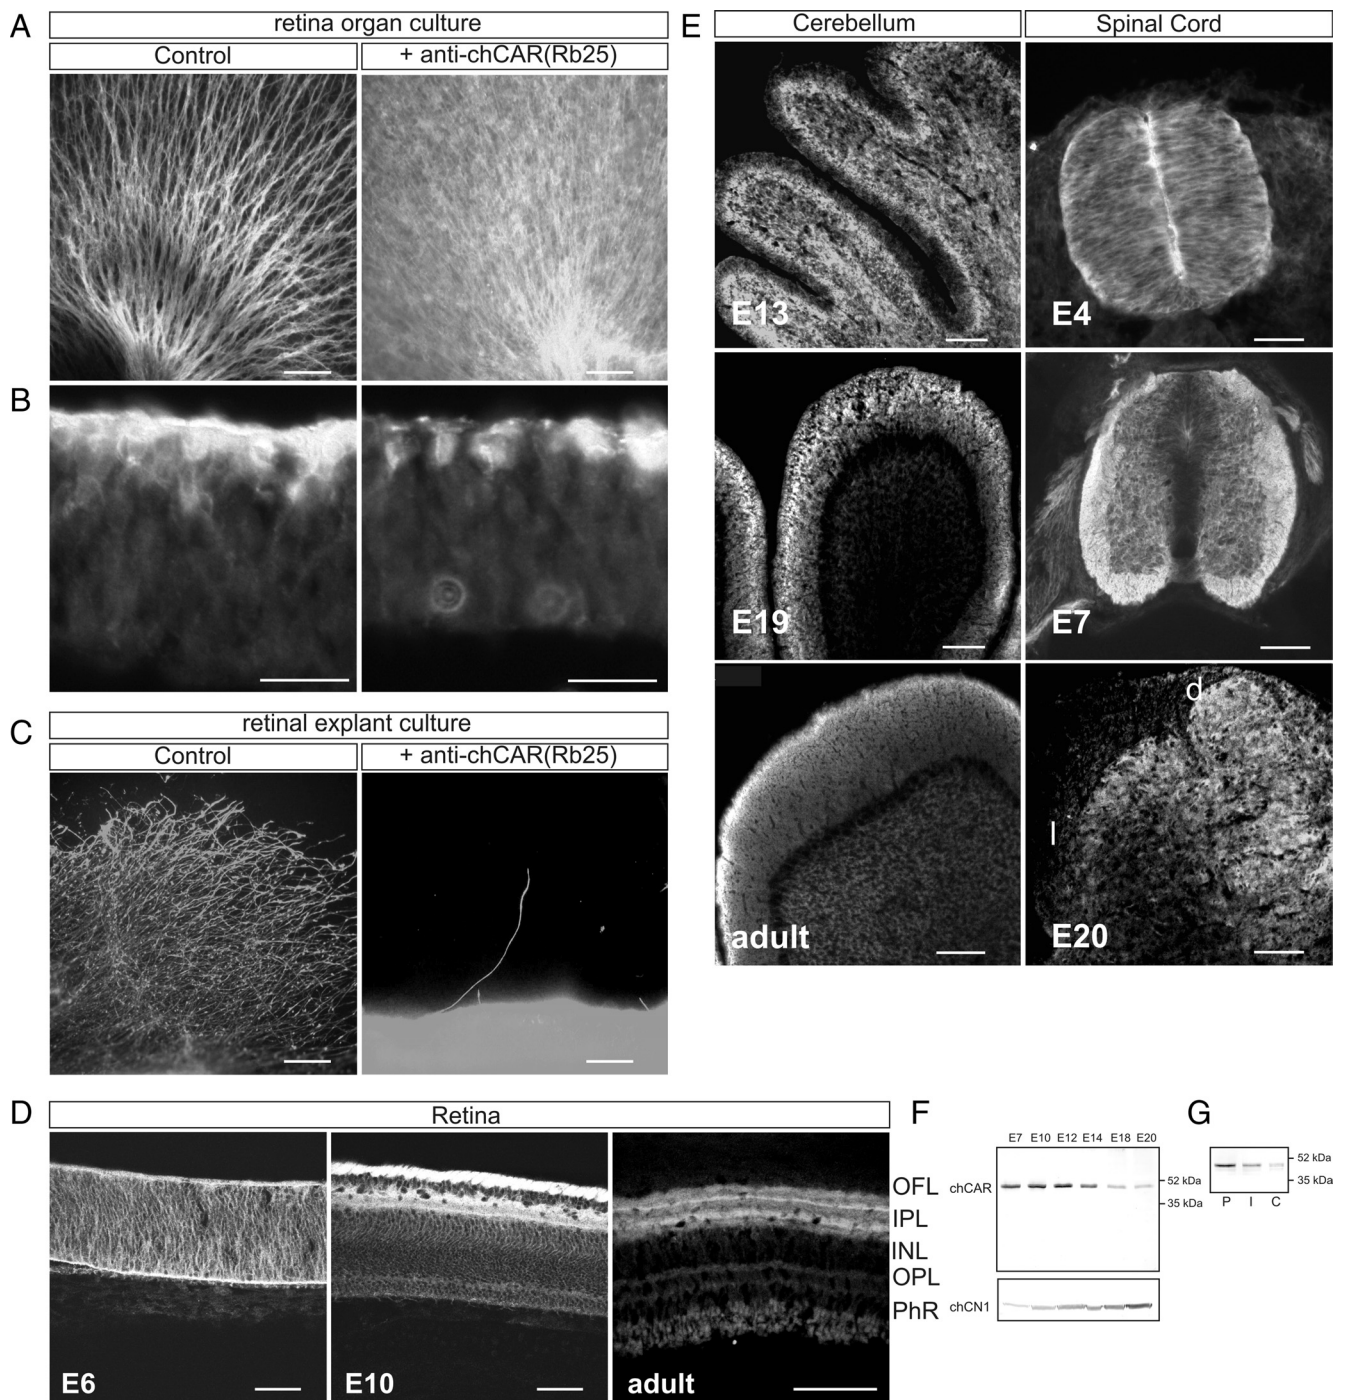 A
retina organ culture
Control
+ anti-chCAR(Rb25)
B
C
retinal explant culture
Control
+ anti-chCAR(Rb25)
D
Retina
E6
E10
adult
OFL
IPL
INL
OPL
PhR
E
Cerebellum
Spinal Cord
E13
E4
E19
E7
adult
d
l
E20
F
E7 E10 E12 E14 E18 E20
chCAR
52 kDa
35 kDa
chCN1
G
52 kDa
35 kDa
P I C